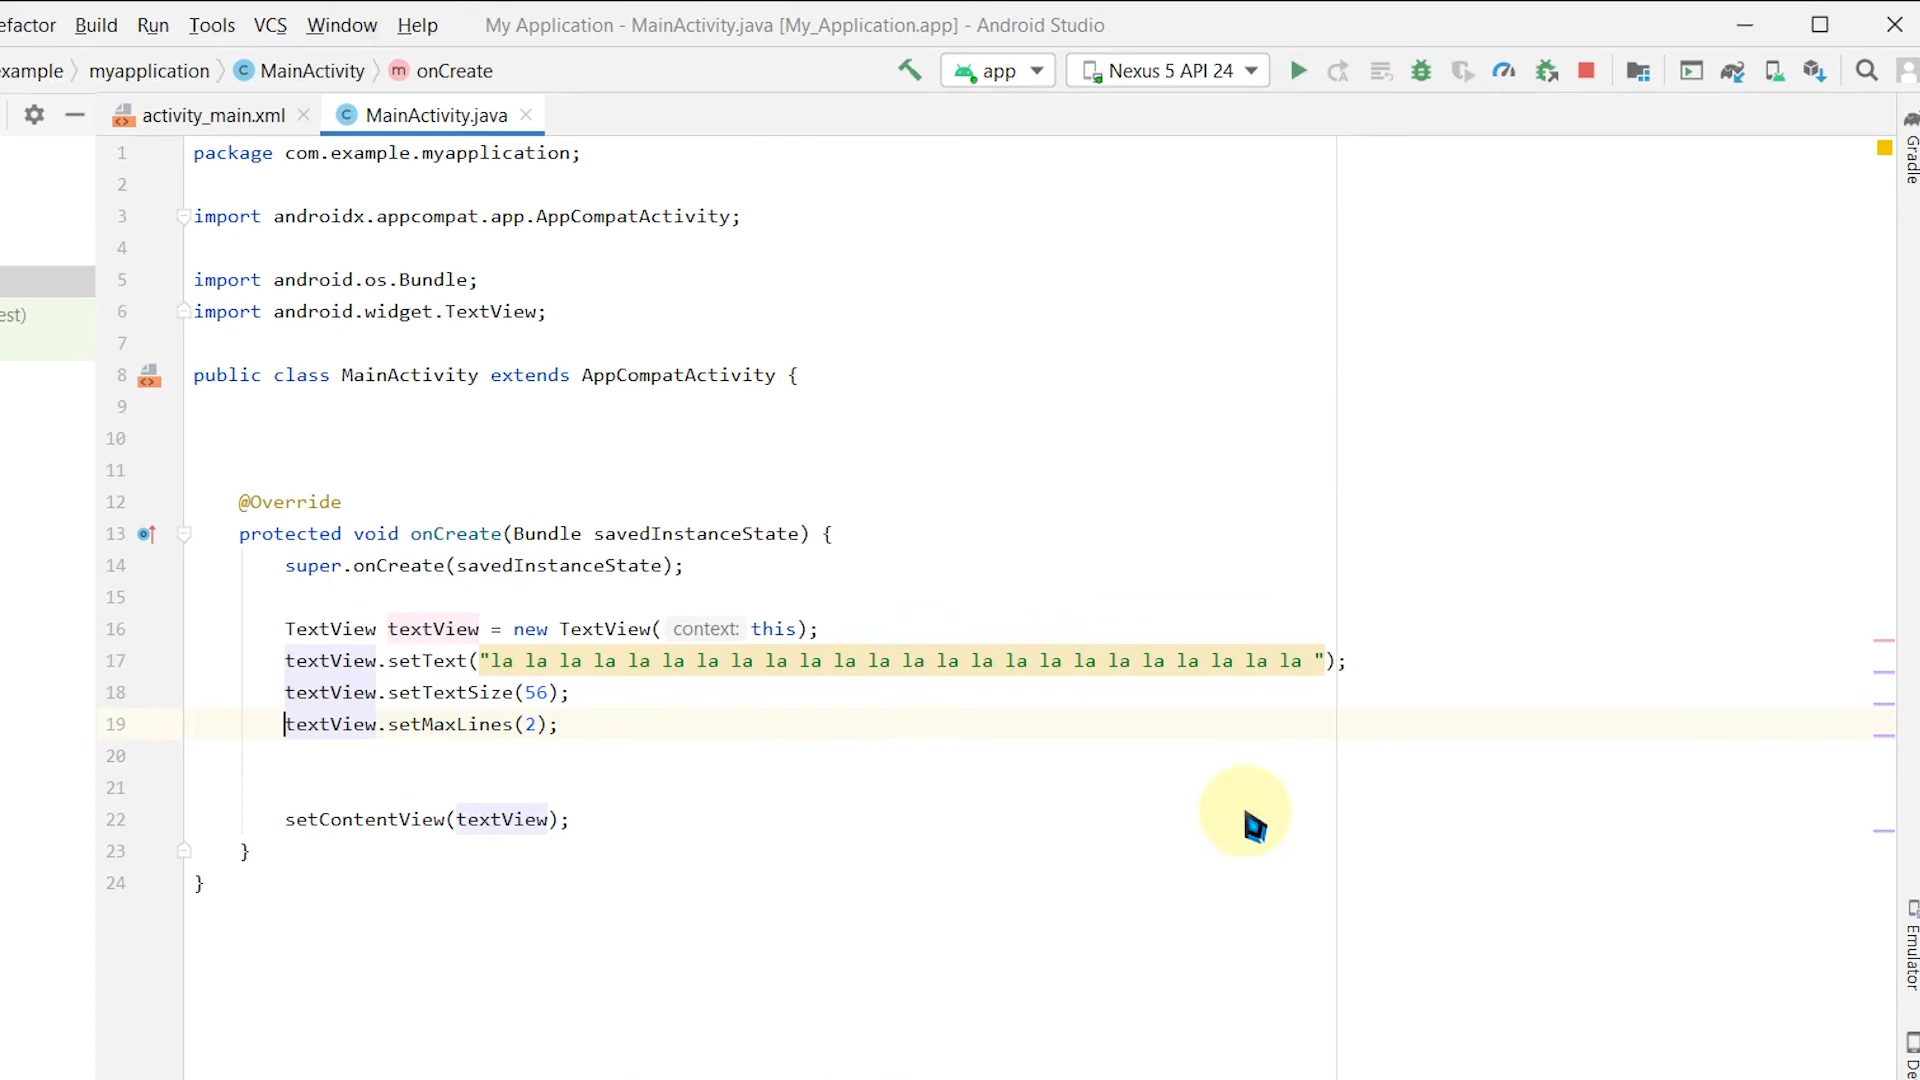 efactor Build Run Tools VCS Window Help My Application - MainActivity.java [My_Application.app] - Android Studio
example myapplication MainActivity onCreate app Nexus 5 API 24
activity_main.xml MainActivity.java
1 package com.example.myapplication;
2
3 import androidx.appcompat.app.AppCompatActivity;
4
5 import android.os.Bundle;
6 import android.widget.TextView;
7
8 public class MainActivity extends AppCompatActivity {
9
10
11
12 @Override
13 protected void onCreate(Bundle savedInstanceState) {
14 super.onCreate(savedInstanceState);
15
16 TextView textView = new TextView( context: this);
17 textView.setText("la la la la la la la la la la la la la la la la la la la la la la la la ");
18 textView.setTextSize(56);
19 textView.setMaxLines(2);
20
21
22 setContentView(textView);
23 }
24 }
est)
Gradle
Emulator
De